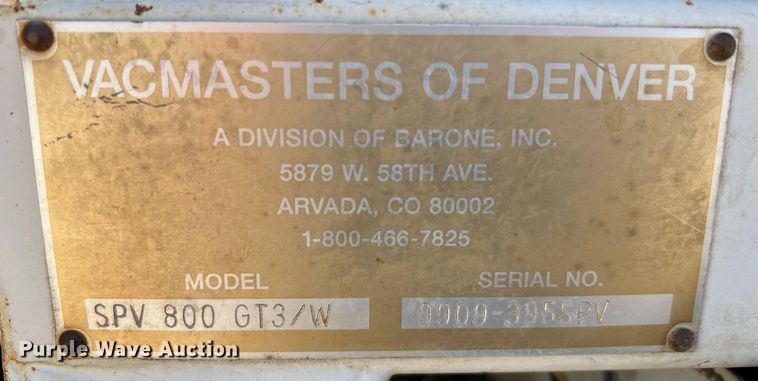 VACMASTERS OF DENVER
A DIVISION OF BARONE, INC.
5879 W. 58TH AVE.
ARVADA, CO 80002
1-800-466-7825
MODEL SERIAL NO.
SPV 800 GT3/W 0909-395SPV
Purple Wave Auction